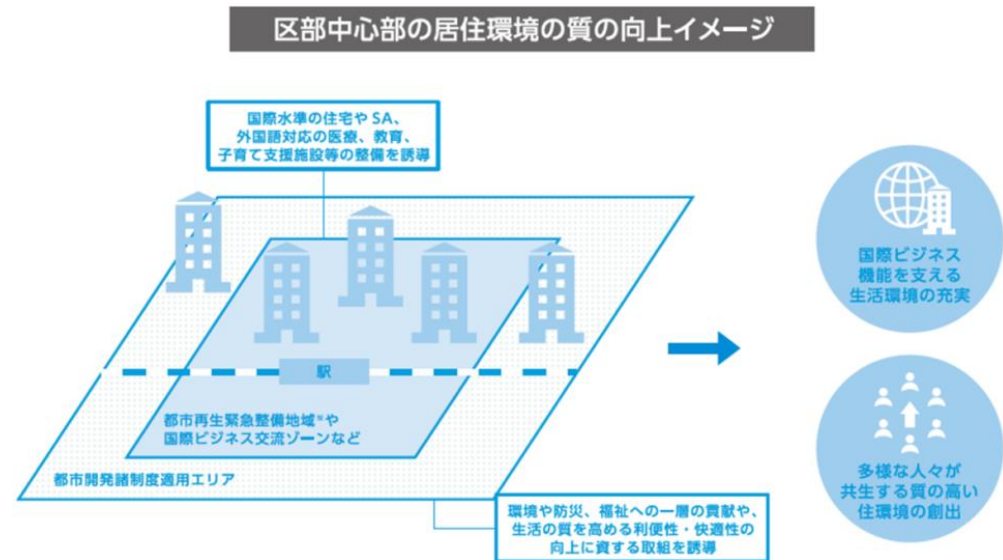 区部中心部の居住環境の質の向上イメージ
国際水準の住宅や SA、
外国語対応の医療、教育、
子育て支援施設等の整備を誘導
駅
都市再生緊急整備地域※や
国際ビジネス交流ゾーンなど
都市開発諸制度適用エリア
環境や防災、福祉への一層の貢献や、
生活の質を高める利便性・快適性の
向上に資する取組を誘導
国際ビジネス
機能を支える
生活環境の充実
多様な人々が
共生する質の高い
住環境の創出